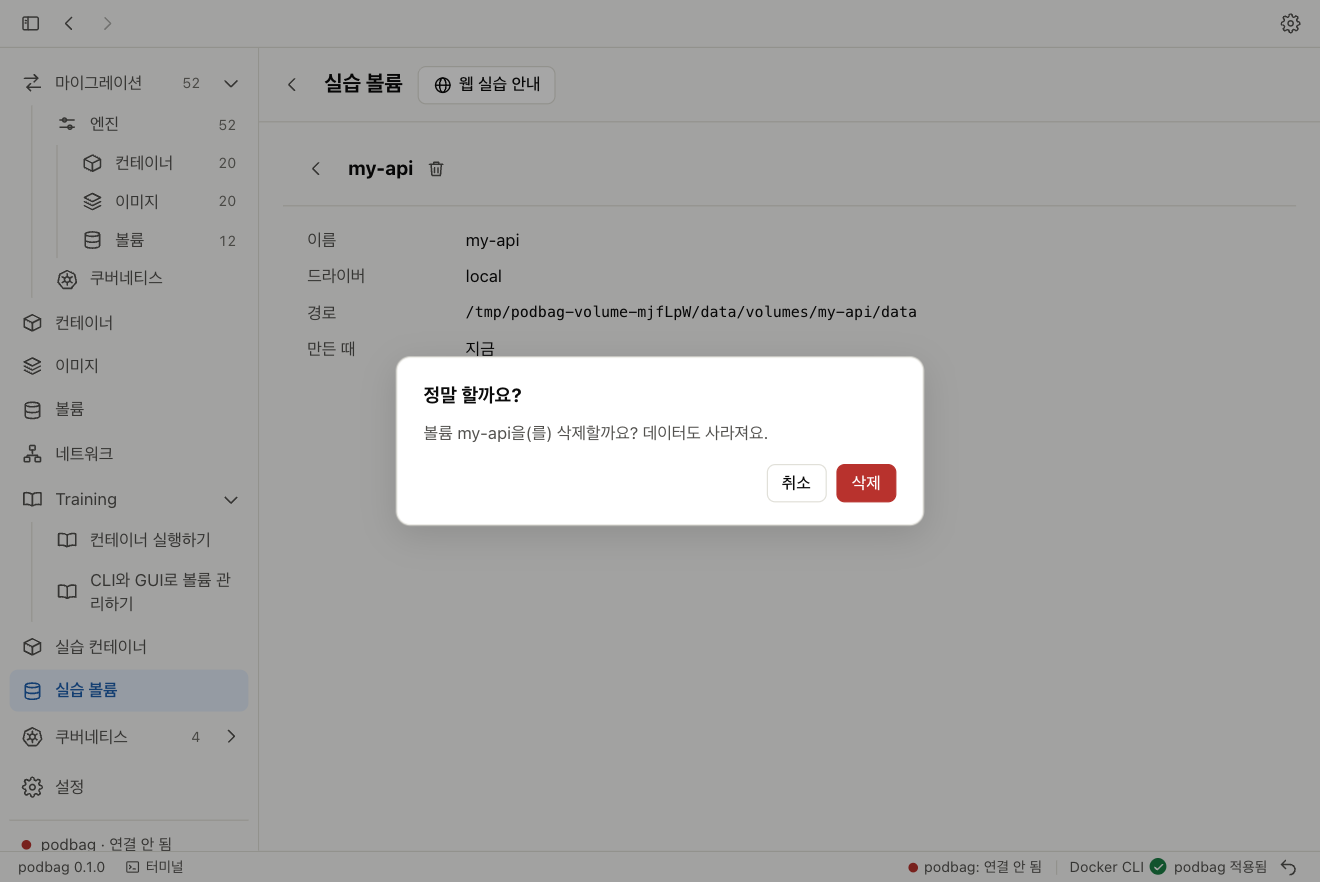 마이그레이션 52
엔진 52
컨테이너 20
이미지 20
볼륨 12
쿠버네티스
컨테이너
이미지
볼륨
네트워크
Training
컨테이너 실행하기
CLI와 GUI로 볼륨 관
리하기
실습 컨테이너
실습 볼륨
쿠버네티스 4
설정
podbag · 연결 안 됨
실습 볼륨 웹 실습 안내
my-api
이름 my-api
드라이버 local
경로 /tmp/podbag-volume-mjfLpW/data/volumes/my-api/data
만든 때 지금
정말 할까요?
볼륨 my-api을(를) 삭제할까요? 데이터도 사라져요.
취소 삭제
podbag 0.1.0 터미널 podbag: 연결 안 됨 Docker CLI podbag 적용됨